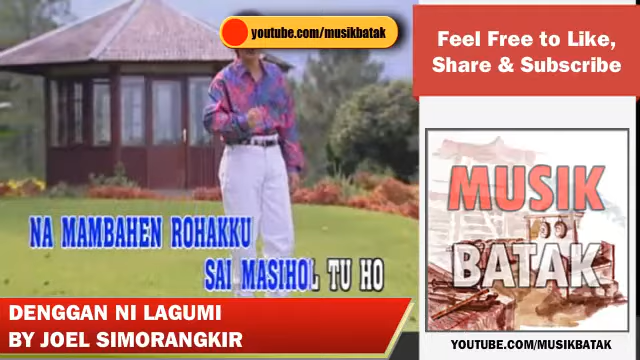 youtube.com/musikbatak
Feel Free to Like,
Share & Subscribe
MUSIK
BATAK
NA MAMBAHEN ROHAKKU
SAI MASIHOL TU HO
DENGGAN NI LAGUMI
BY JOEL SIMORANGKIR
YOUTUBE.COM/MUSIKBATAK